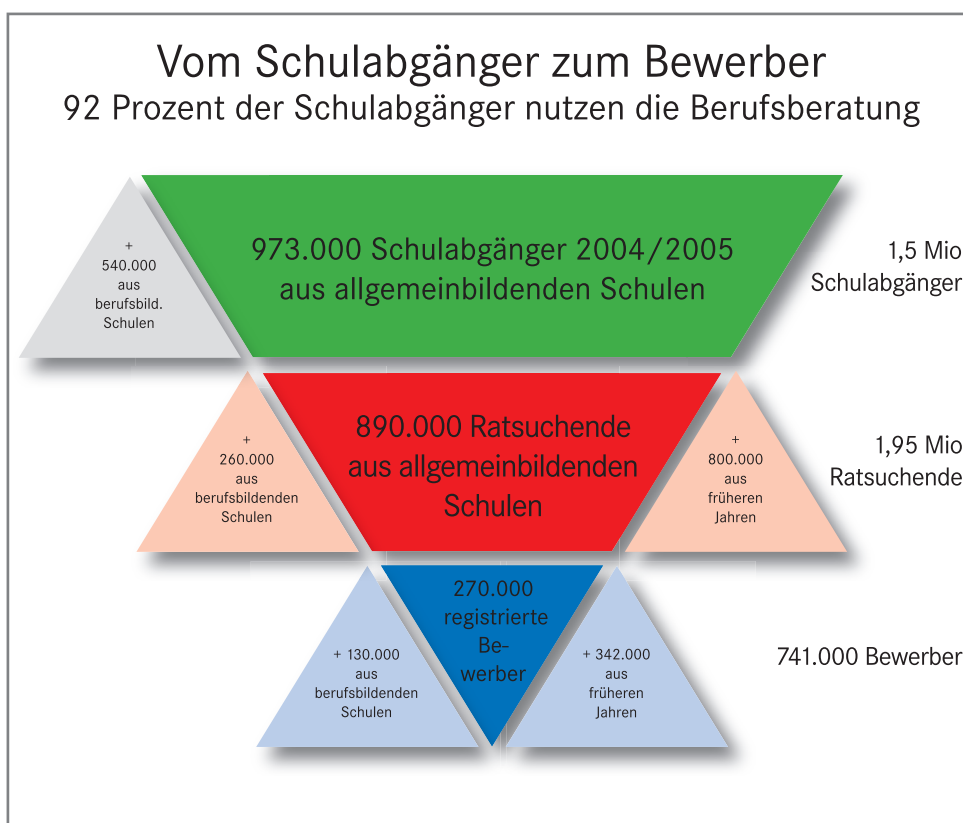 Vom Schulabgänger zum Bewerber
92 Prozent der Schulabgänger nutzen die Berufsberatung
+
540.000
aus
berufsbild.
Schulen
973.000 Schulabgänger 2004/2005
aus allgemeinbildenden Schulen
1,5 Mio
Schulabgänger
+
260.000
aus
berufsbildenden
Schulen
890.000 Ratsuchende
aus allgemeinbildenden
Schulen
+
800.000
aus
früheren
Jahren
1,95 Mio
Ratsuchende
+ 130.000
aus
berufsbildenden
Schulen
270.000
registrierte
Be-
werber
+ 342.000
aus
früheren
Jahren
741.000 Bewerber